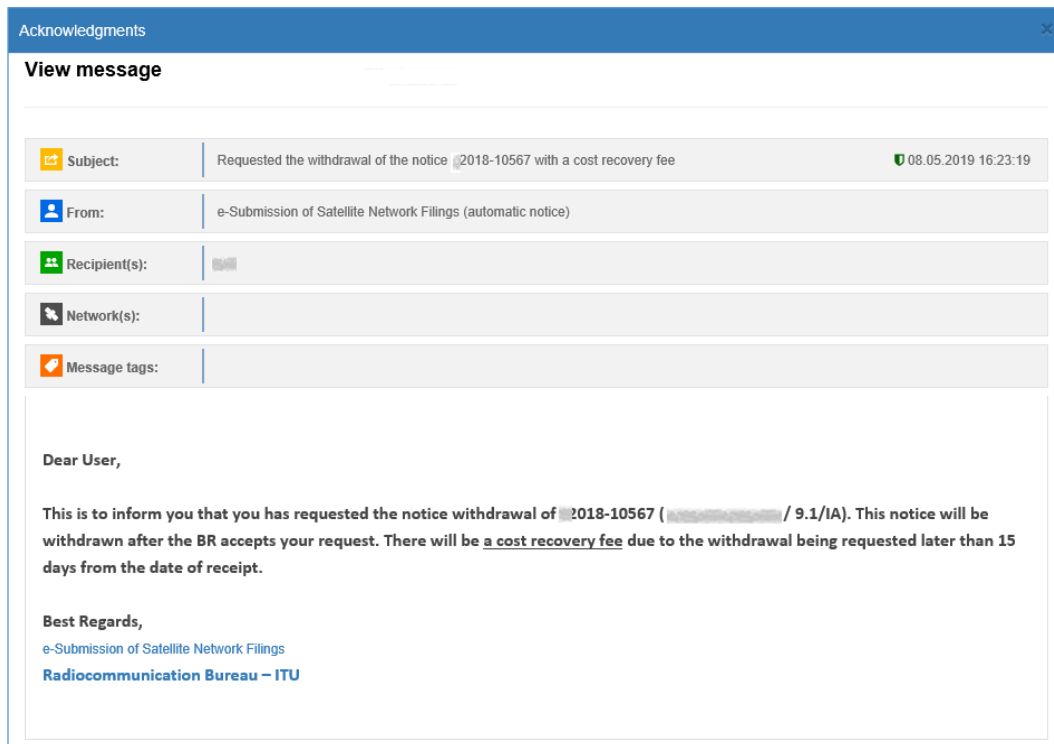 Acknowledgments
View message
Subject: Requested the withdrawal of the notice 2018-10567 with a cost recovery fee 08.05.2019 16:23:19
From: e-Submission of Satellite Network Filings (automatic notice)
Recipient(s):
Network(s):
Message tags:
Dear User,
This is to inform you that you has requested the notice withdrawal of 2018-10567 ( / 9.1/IA). This notice will be
withdrawn after the BR accepts your request. There will be a cost recovery fee due to the withdrawal being requested later than 15
days from the date of receipt.
Best Regards,
e-Submission of Satellite Network Filings
Radiocommunication Bureau – ITU